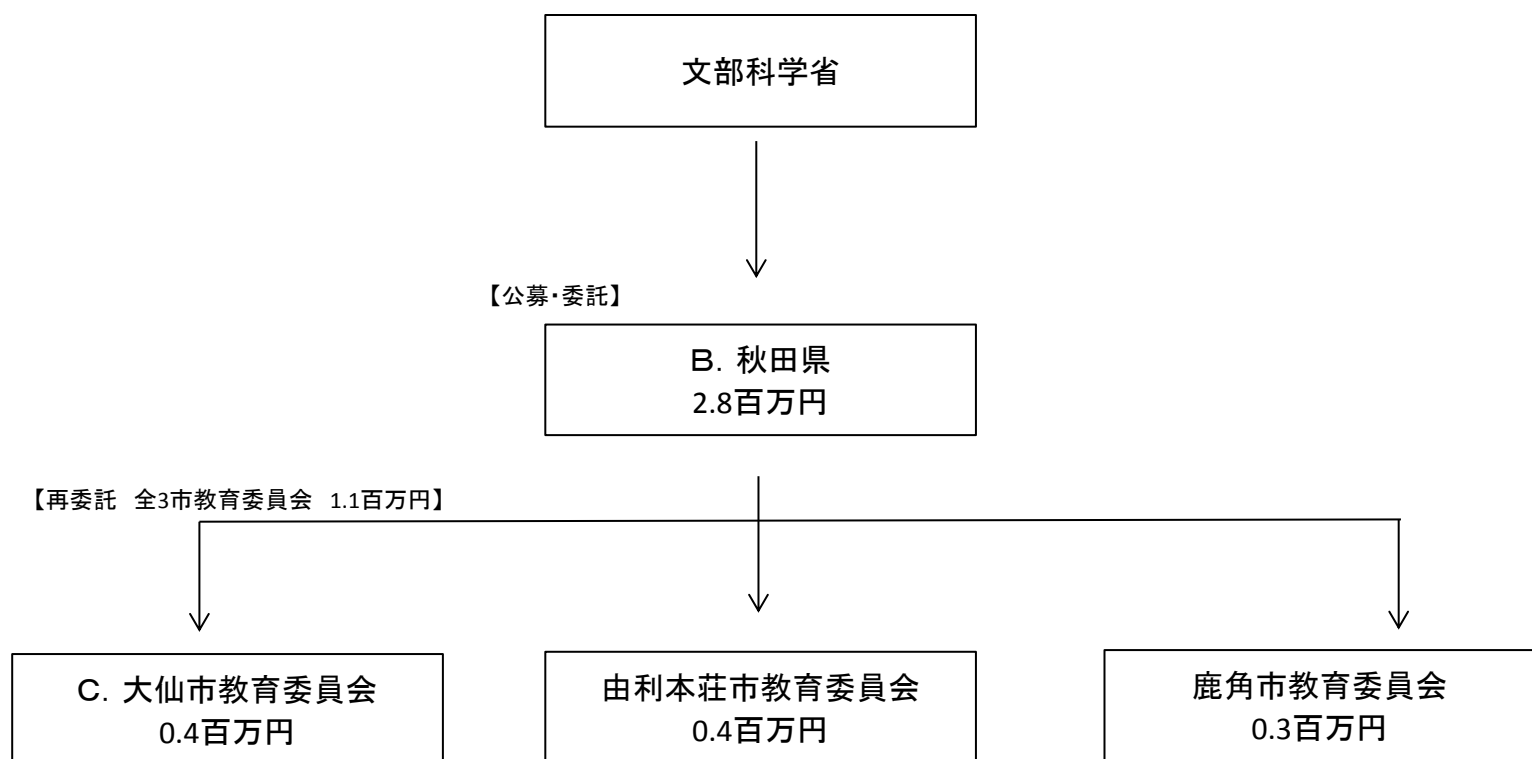 文部科学省
【公募・委託】
B. 秋田県
2.8百万円
【再委託　全3市教育委員会　1.1百万円】
C. 大仙市教育委員会
0.4百万円
由利本荘市教育委員会
0.4百万円
鹿角市教育委員会
0.3百万円